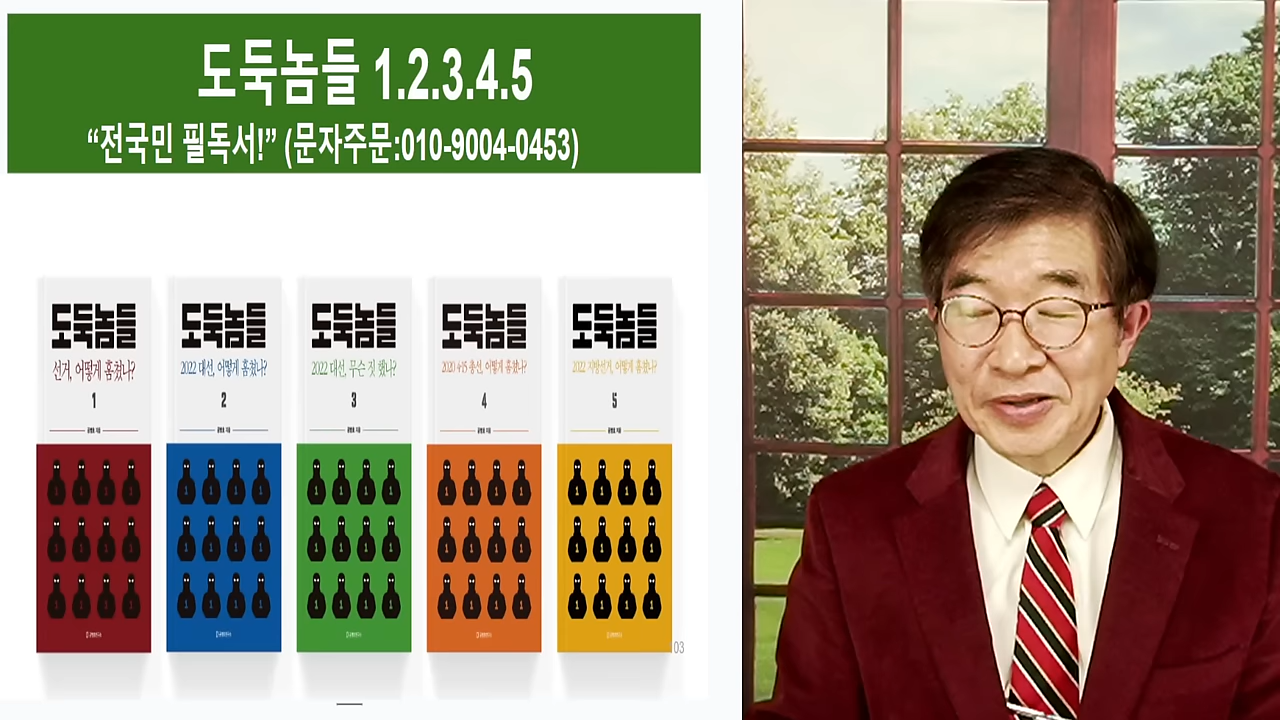 도둑놈들 1.2.3.4.5
“전국민 필독서!” (문자주문:010-9004-0453)
도둑놈들
선거, 어떻게 훔쳤나?
1
도둑놈들
2022 대선, 어떻게 훔쳤나?
2
도둑놈들
2022 대선, 무슨 짓 했나?
3
도둑놈들
2020 4·15 총선, 어떻게 훔쳤나?
4
도둑놈들
2022 지방선거, 어떻게 훔쳤나?
5
103